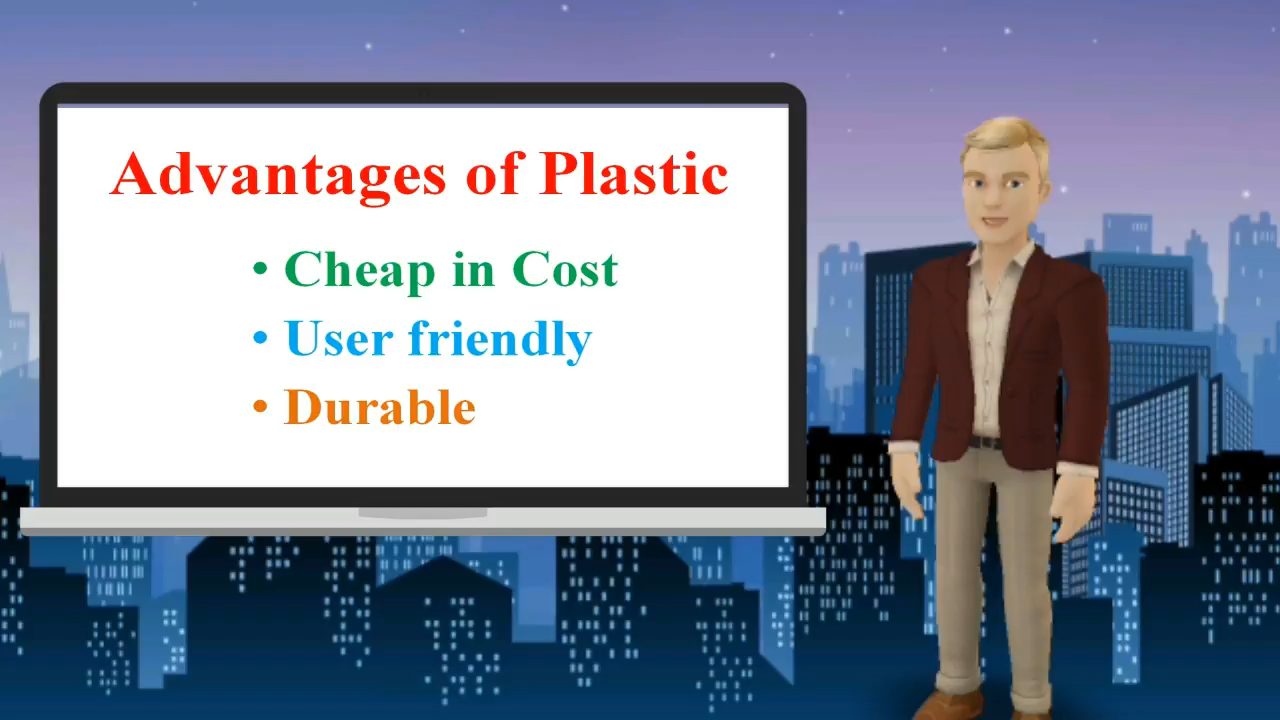 Advantages of Plastic
• Cheap in Cost
• User friendly
• Durable